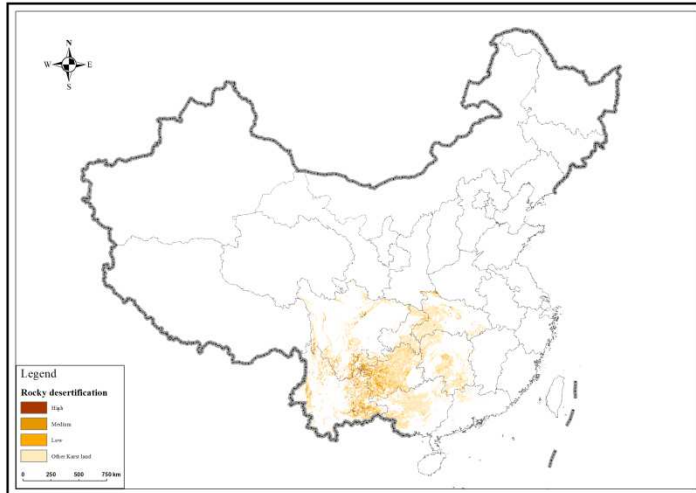 N
W E
S
Legend
Rocky desertification
High
Medium
Low
Other Karst land
0 250 500 750 km